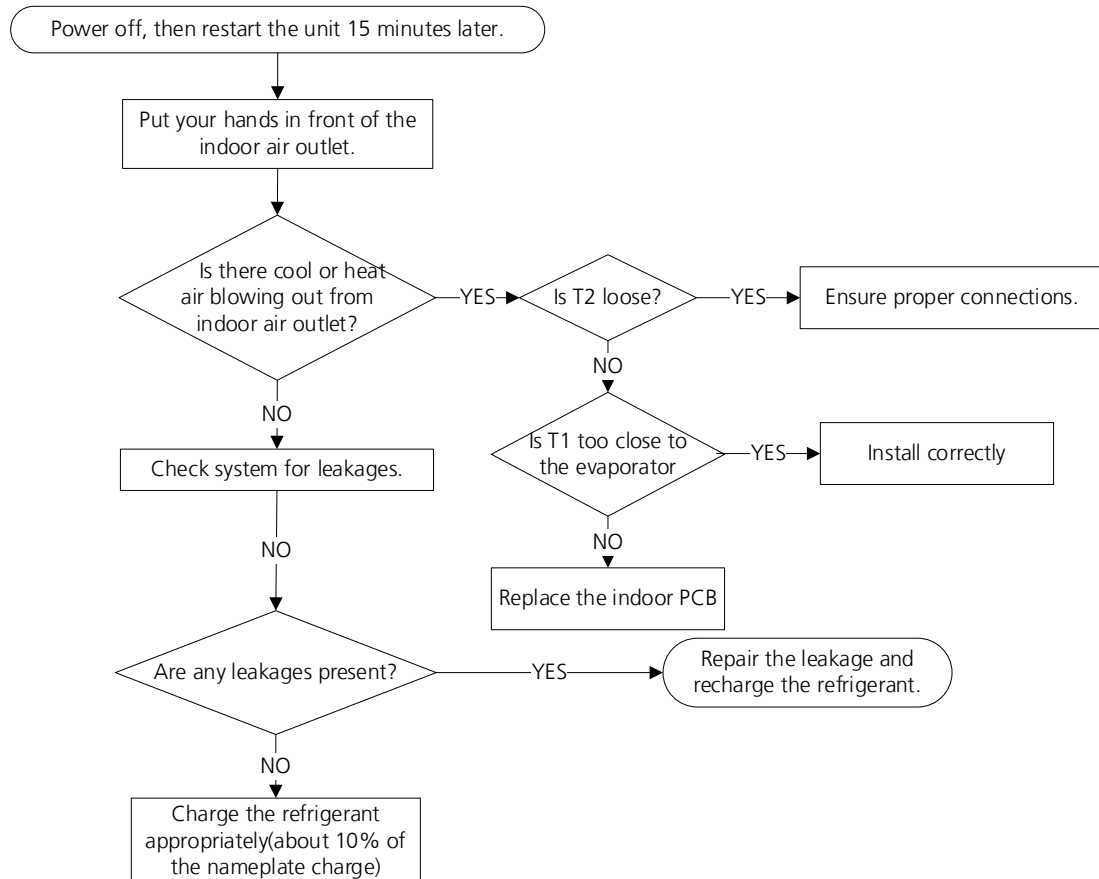 Power off, then restart the unit 15 minutes later.
Put your hands in front of the
indoor air outlet.
Is there cool or heat
air blowing out from
indoor air outlet?
YES
Is T2 loose?
YES
Ensure proper connections.
NO
NO
Is T1 too close to
the evaporator
YES
Install correctly
Check system for leakages.
NO
NO
Replace the indoor PCB
Are any leakages present?
YES
Repair the leakage and
recharge the refrigerant.
NO
Charge the refrigerant
appropriately(about 10% of
the nameplate charge)